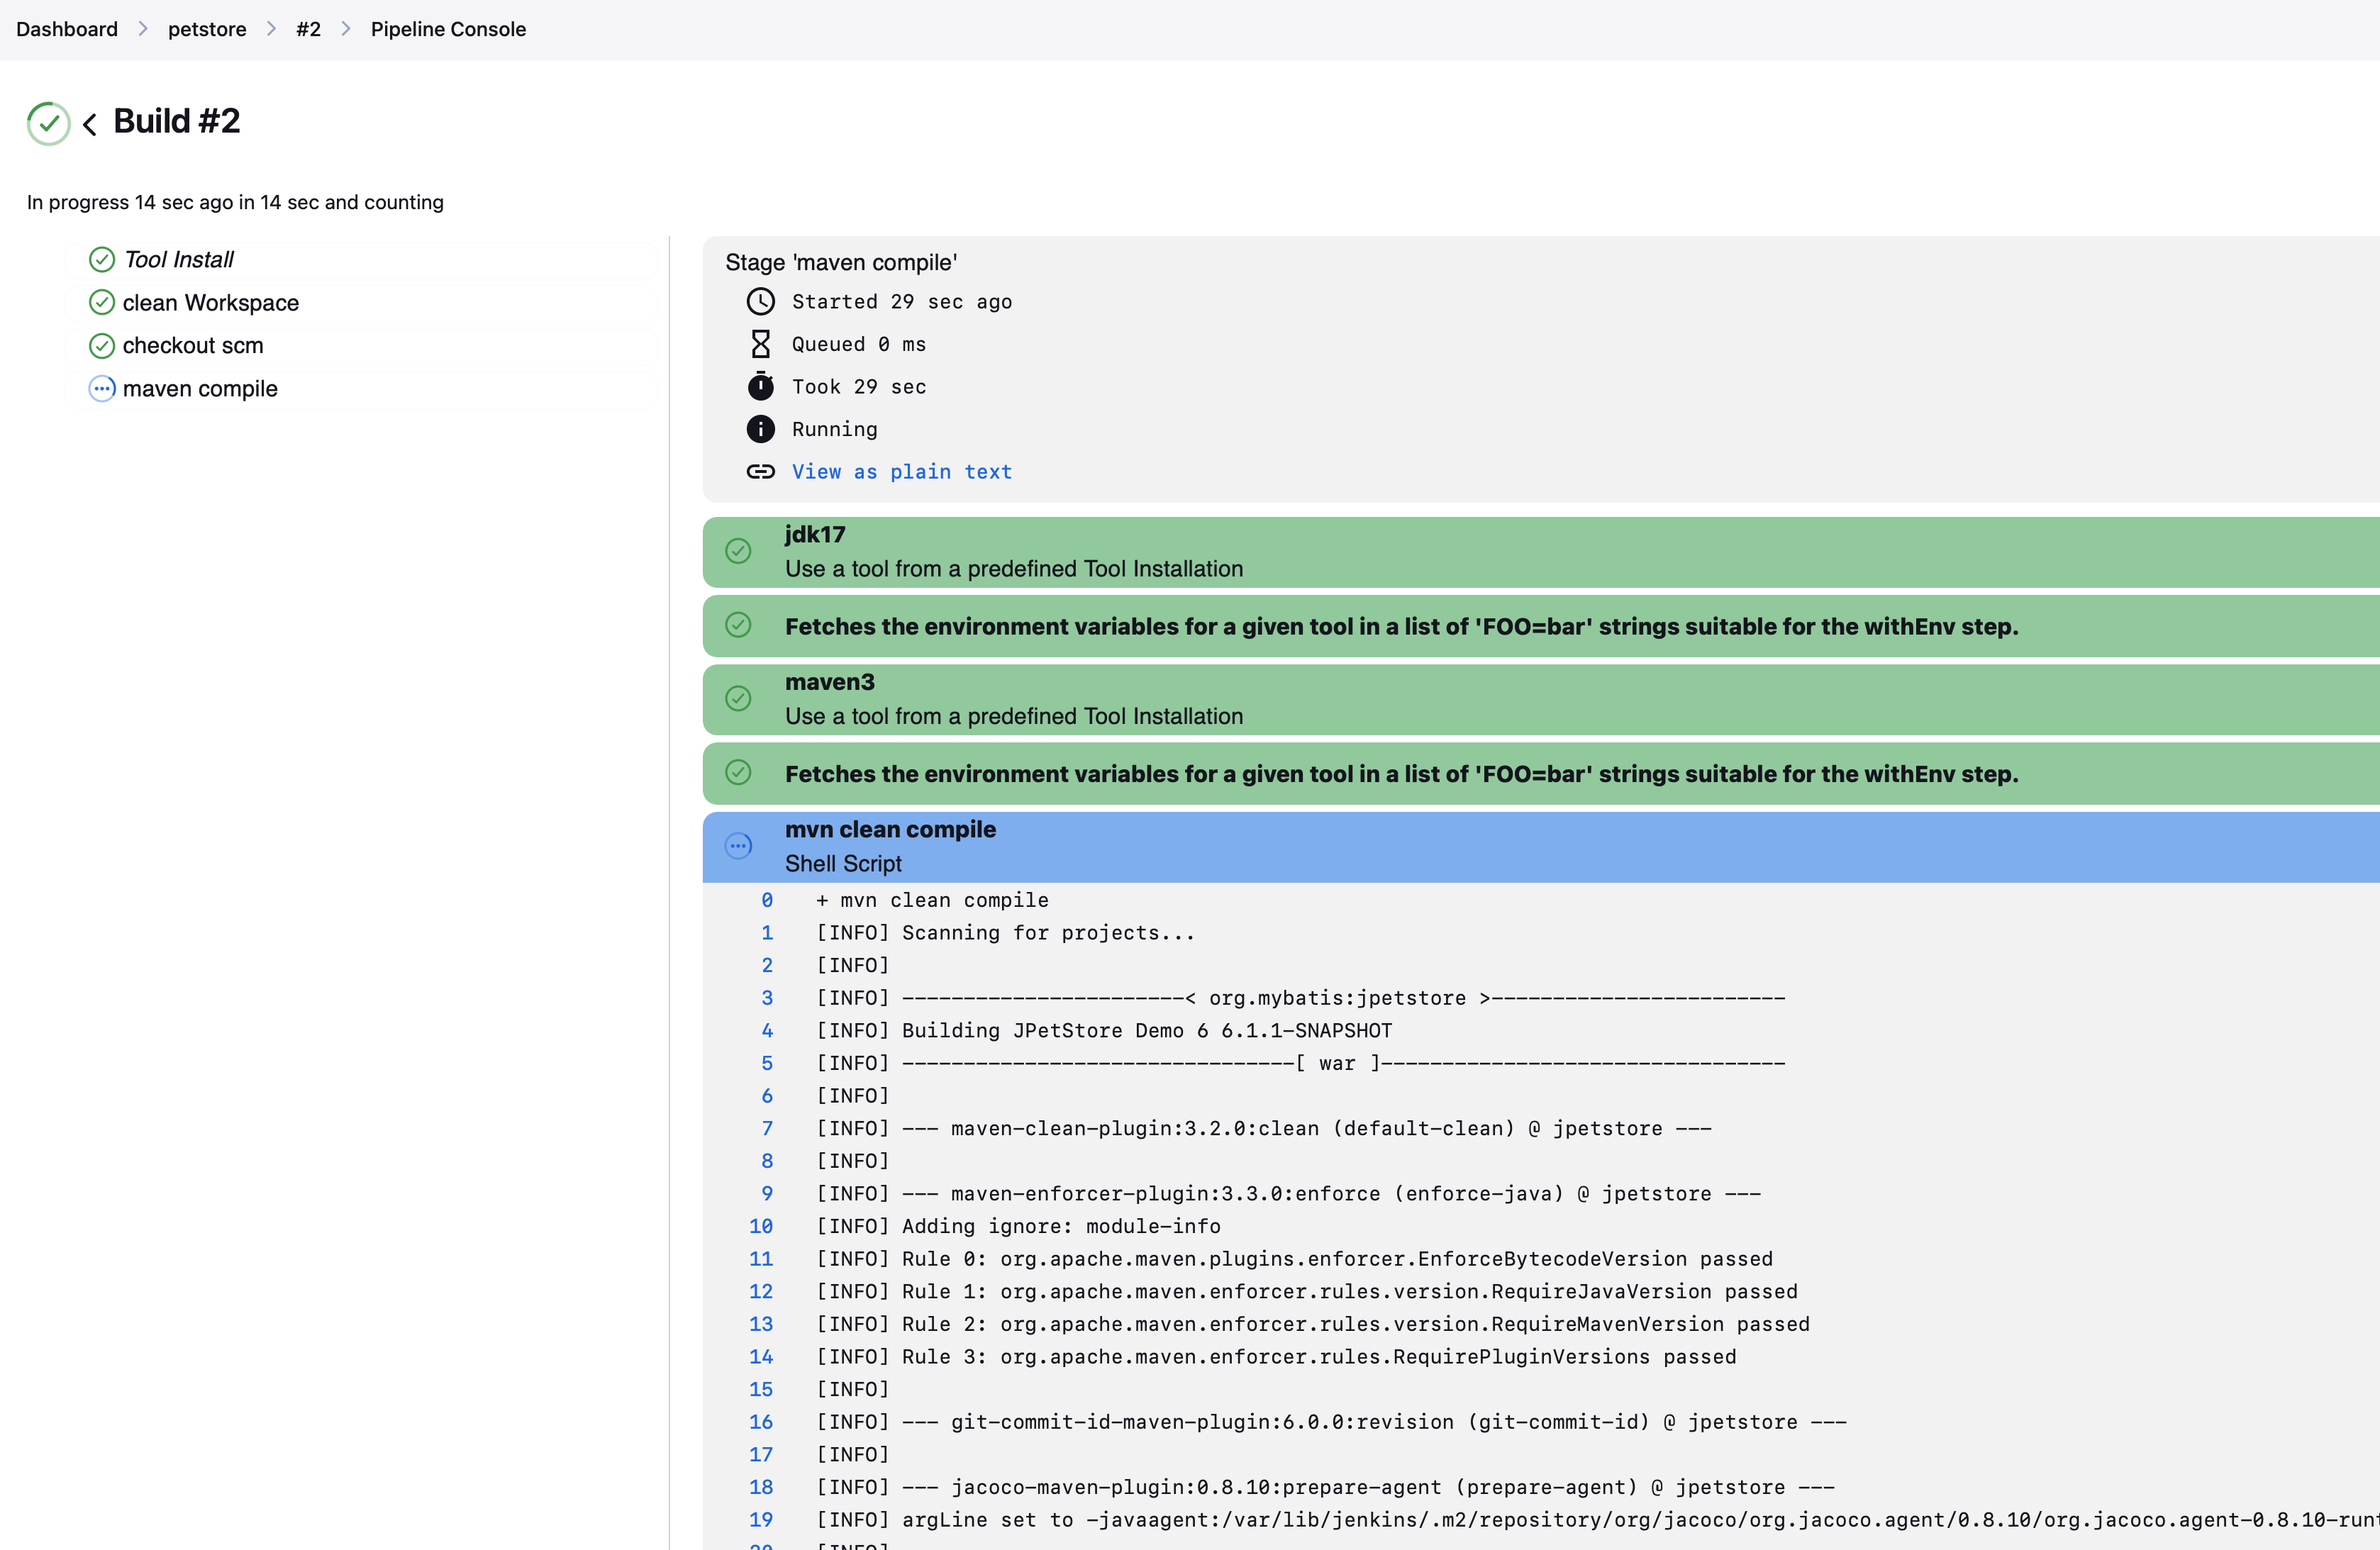 Dashboard > petstore > #2 > Pipeline Console
Build #2
In progress 14 sec ago in 14 sec and counting
Tool Install
clean Workspace
checkout scm
maven compile
Stage 'maven compile'
Started 29 sec ago
Queued 0 ms
Took 29 sec
Running
View as plain text
jdk17
Use a tool from a predefined Tool Installation
Fetches the environment variables for a given tool in a list of 'FOO=bar' strings suitable for the withEnv step.
maven3
Use a tool from a predefined Tool Installation
Fetches the environment variables for a given tool in a list of 'FOO=bar' strings suitable for the withEnv step.
mvn clean compile
Shell Script
0 + mvn clean compile
1 [INFO] Scanning for projects...
2 [INFO]
3 [INFO] -----------------------< org.mybatis:jpetstore >------------------------
4 [INFO] Building JPetStore Demo 6 6.1.1-SNAPSHOT
5 [INFO] --------------------------------[ war ]---------------------------------
6 [INFO]
7 [INFO] --- maven-clean-plugin:3.2.0:clean (default-clean) @ jpetstore ---
8 [INFO]
9 [INFO] --- maven-enforcer-plugin:3.3.0:enforce (enforce-java) @ jpetstore ---
10 [INFO] Adding ignore: module-info
11 [INFO] Rule 0: org.apache.maven.plugins.enforcer.EnforceBytecodeVersion passed
12 [INFO] Rule 1: org.apache.maven.enforcer.rules.version.RequireJavaVersion passed
13 [INFO] Rule 2: org.apache.maven.enforcer.rules.version.RequireMavenVersion passed
14 [INFO] Rule 3: org.apache.maven.enforcer.rules.RequirePluginVersions passed
15 [INFO]
16 [INFO] --- git-commit-id-maven-plugin:6.0.0:revision (git-commit-id) @ jpetstore ---
17 [INFO]
18 [INFO] --- jacoco-maven-plugin:0.8.10:prepare-agent (prepare-agent) @ jpetstore ---
19 [INFO] argLine set to -javaagent:/var/lib/jenkins/.m2/repository/org/jacoco/org.jacoco.agent/0.8.10/org.jacoco.agent-0.8.10-runt
20 [INFO]